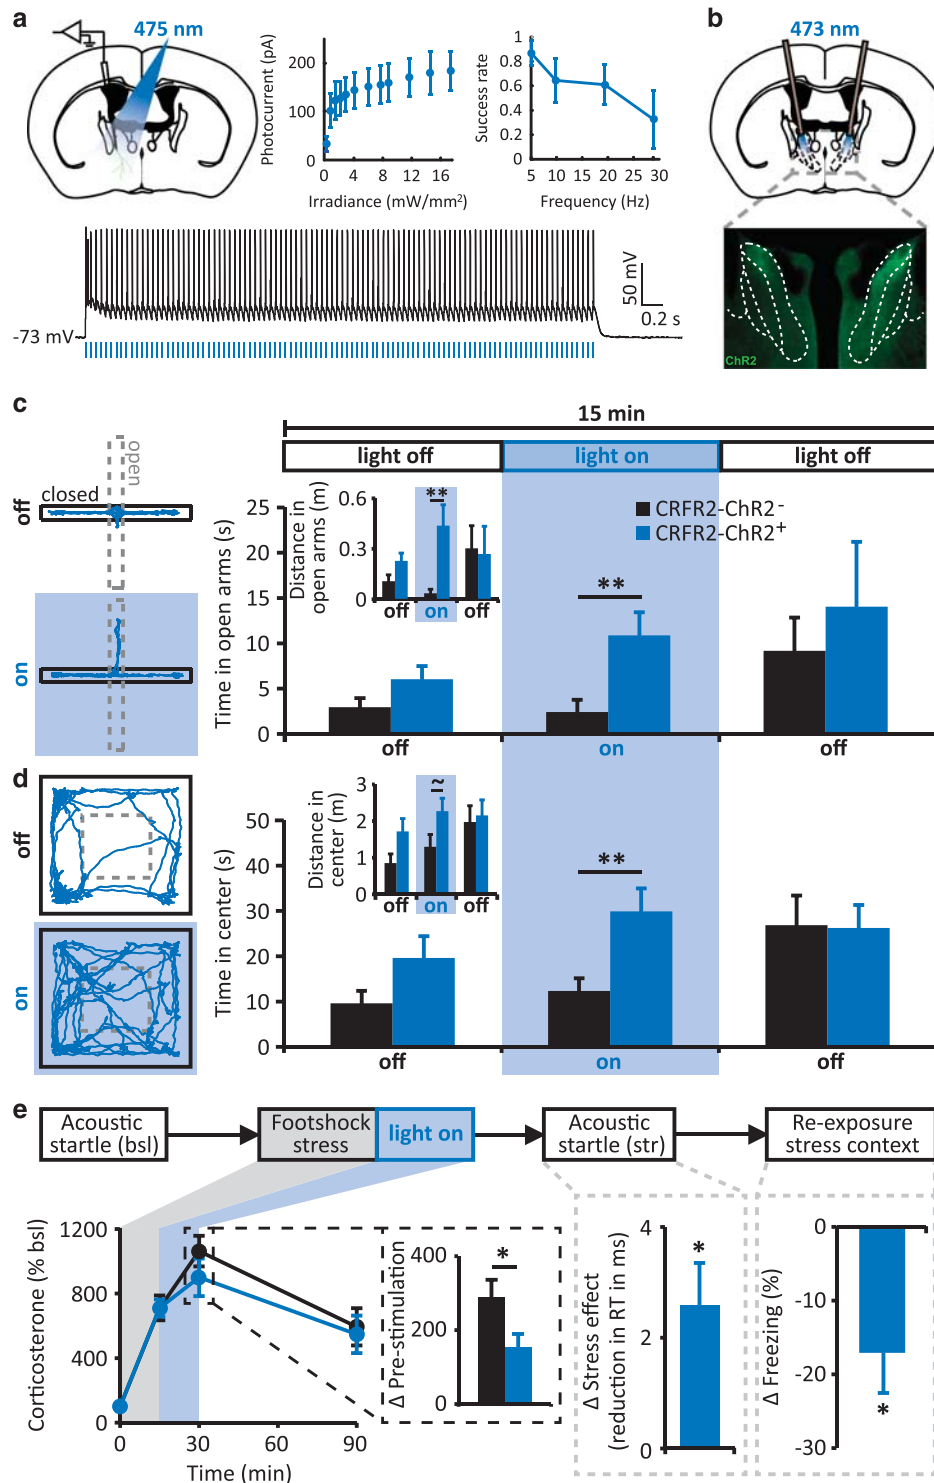 a
475 nm
Photocurrent (pA)
200
100
0
0 4 8 12 16
Irradiance (mW/mm²)
Success rate
1
0.8
0.6
0.4
0.2
0
5 10 15 20 25 30
Frequency (Hz)
-73 mV
50 mV
0.2 s
b
473 nm
ChR2
c
off
closed
open
on
15 min
light off
light on
light off
Time in open arms (s)
25
20
15
10
5
0
off
on
off
Distance in
open arms (m)
0.6
0.3
0
**
off
on
off
CRFR2-ChR2⁻
CRFR2-ChR2⁺
**
d
off
on
Time in center (s)
50
40
30
20
10
0
off
on
off
Distance in
center (m)
3
2
1
0
~
off
on
off
**
e
Acoustic
startle (bsl)
Footshock
stress
light on
Acoustic
startle (str)
Re-exposure
stress context
Corticosterone (% bsl)
1200
800
400
0
0 30 60 90
Time (min)
Δ Pre-stimulation
400
200
0
*
Δ Stress effect
(reduction in RT in ms)
4
2
0
*
Δ Freezing (%)
0
-10
-20
-30
*